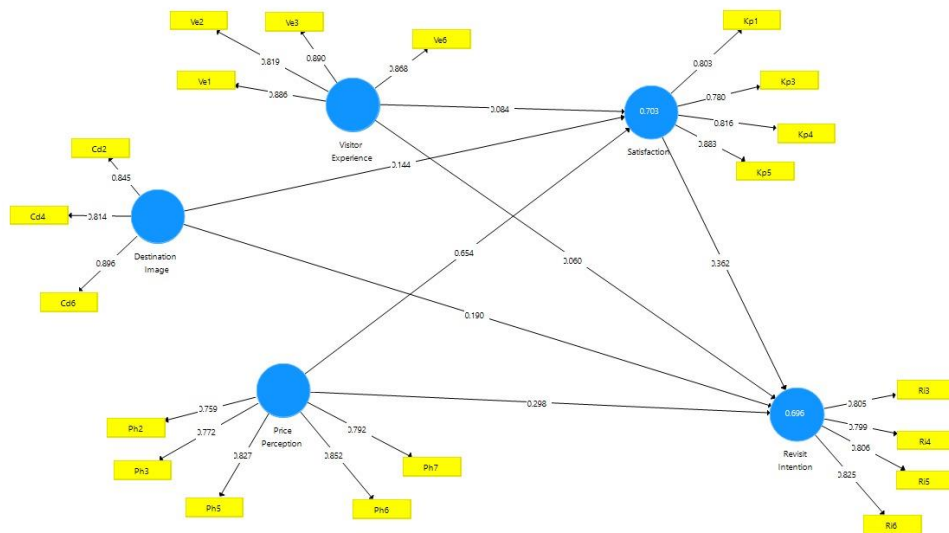 Ve2
Ve3
Ve6
Ve1
0.819
0.890
0.868
0.886
Visitor
Experience
Kp1
Kp3
Kp4
Kp5
0.803
0.780
0.816
0.883
0.703
Satisfaction
0.084
0.144
0.654
0.060
0.362
0.190
0.298
Cd2
Cd4
Cd6
0.845
0.814
0.896
Destination
Image
Price
Perception
Ph2
Ph3
Ph5
Ph6
Ph7
0.759
0.772
0.827
0.852
0.792
0.696
Revisit
Intention
0.805
0.799
0.806
0.825
Ri3
Ri4
Ri5
Ri6